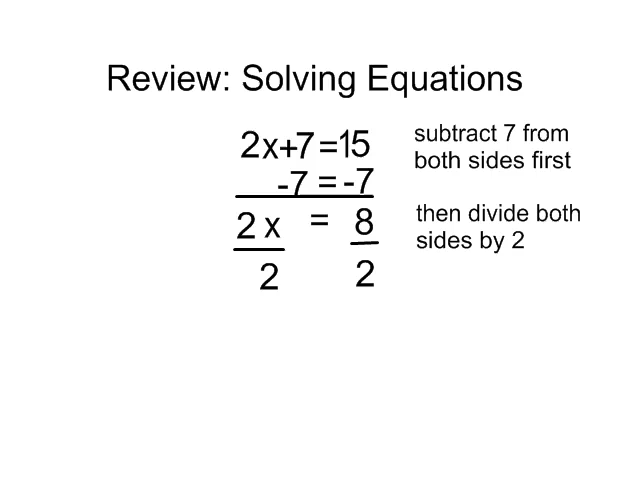 Review: Solving Equations
2x+7=15
subtract 7 from
both sides first
-7 = -7
2x = 8
then divide both
sides by 2
2 2